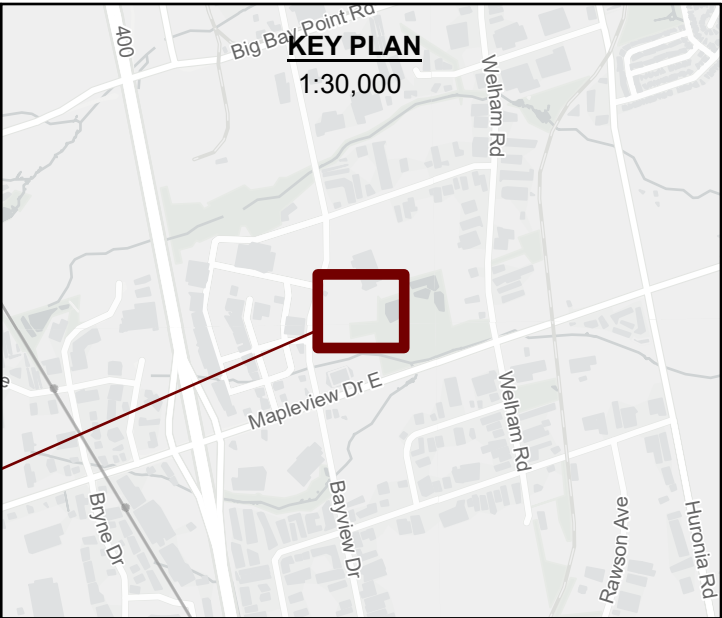 400
Big Bay Point Rd
KEY PLAN
1:30,000
Welham Rd
e
Mapleview Dr E
Welham Rd
Bryne Dr
Bayview Dr
Rawson Ave
Huronia Rd